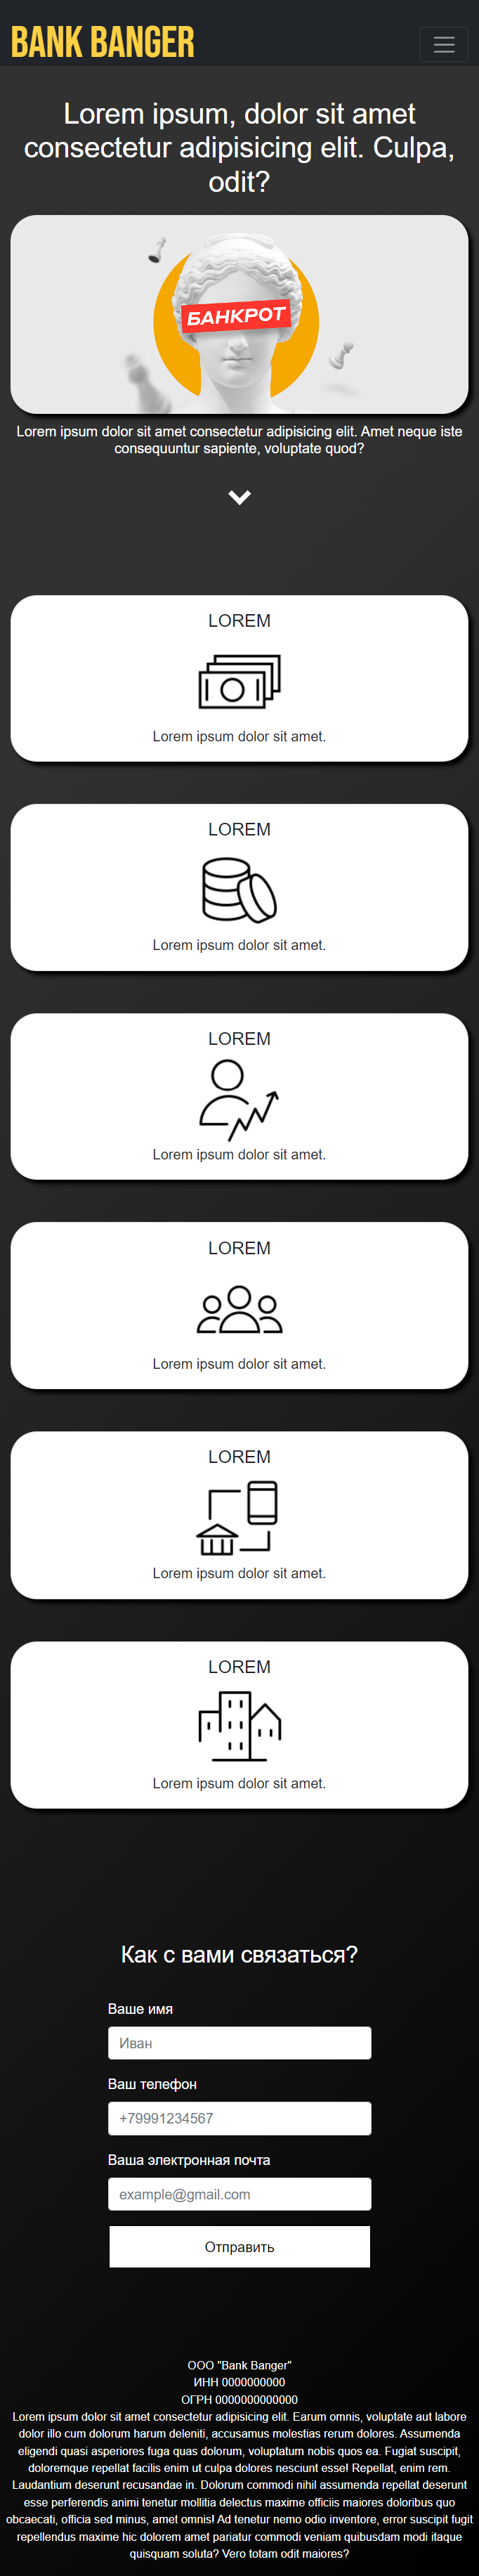 BANK BANGER
Lorem ipsum, dolor sit amet
consectetur adipisicing elit. Culpa,
odit?
БАНКРОТ
Lorem ipsum dolor sit amet consectetur adipisicing elit. Amet neque iste
consequuntur sapiente, voluptate quod?
LOREM
Lorem ipsum dolor sit amet.
LOREM
Lorem ipsum dolor sit amet.
LOREM
Lorem ipsum dolor sit amet.
LOREM
Lorem ipsum dolor sit amet.
LOREM
Lorem ipsum dolor sit amet.
LOREM
Lorem ipsum dolor sit amet.
Как с вами связаться?
Ваше имя
Иван
Ваш телефон
+79991234567
Ваша электронная почта
example@gmail.com
Отправить
ООО "Bank Banger"
ИНН 0000000000
ОГРН 0000000000000
Lorem ipsum dolor sit amet consectetur adipisicing elit. Earum omnis, voluptate aut labore
dolor illo cum dolorum harum deleniti, accusamus molestias rerum dolores. Assumenda
eligendi quasi asperiores fuga quas dolorum, voluptatum nobis quos ea. Fugiat suscipit,
doloremque repellat facilis enim ut culpa dolores nesciunt esse! Repellat, enim rem.
Laudantium deserunt recusandae in. Dolorum commodi nihil assumenda repellat deserunt
esse perferendis animi tenetur mollitia delectus maxime officiis maiores doloribus quo
obcaecati, officia sed minus, amet omnis! Ad tenetur nemo odio inventore, error suscipit fugit
repellendus maxime hic dolorem amet pariatur commodi veniam quibusdam modi itaque
quisquam soluta? Vero totam odit maiores?